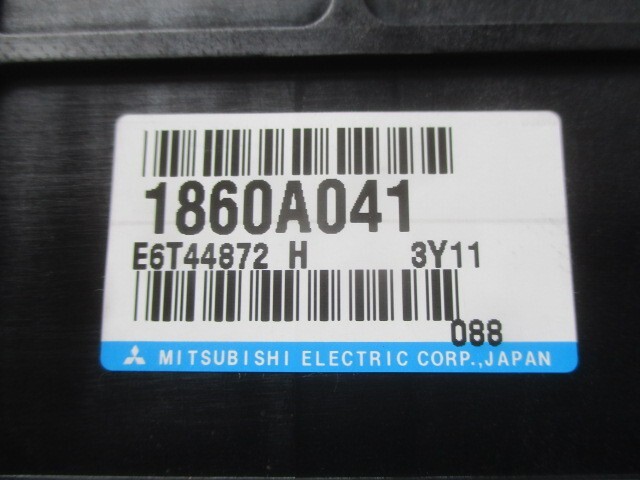 1860A041
E6T44872 H 3Y11
088
MITSUBISHI ELECTRIC CORP.,JAPAN